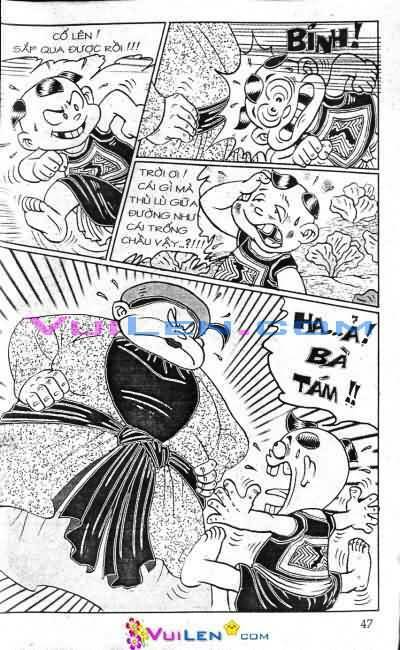 CỐ LÊN !
SẮP QUA ĐƯỢC RỒI !!!
BÍNH!
TRỜI ƠI !
CÁI GÌ MÀ
THÙ LÙ GIỮA
ĐƯỜNG NHƯ
CÁI TRỐNG
CHẦU VẬY..?!!!
VuiLen.com
HA...Ả!
BÀ
TÁM !!
47
VuiLen.com